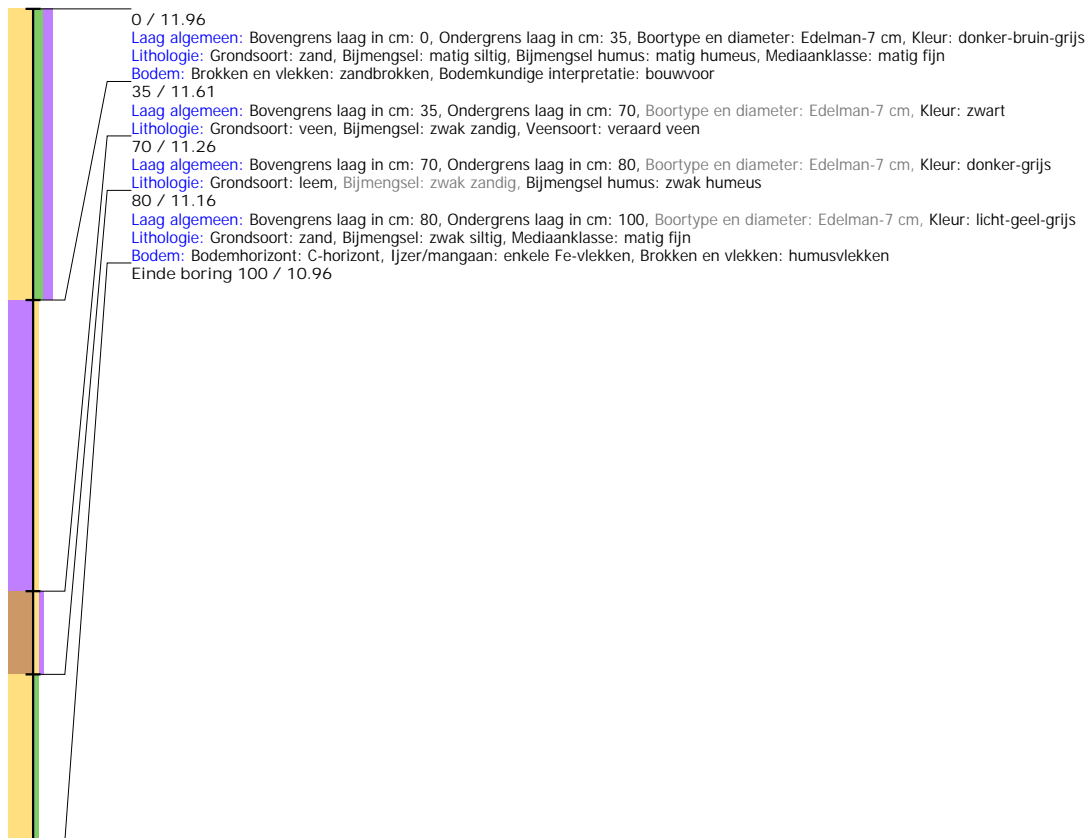 0 / 11.96
Laag algemeen: Bovengrens laag in cm: 0, Ondergrens laag in cm: 35, Boortype en diameter: Edelman-7 cm, Kleur: donker-bruin-grijs
Lithologie: Grondsoort: zand, Bijmengsel: matig siltig, Bijmengsel humus: matig humeus, Mediaanklasse: matig fijn
Bodem: Brokken en vlekken: zandbrokken, Bodemkundige interpretatie: bouwvoor
35 / 11.61
Laag algemeen: Bovengrens laag in cm: 35, Ondergrens laag in cm: 70, Boortype en diameter: Edelman-7 cm, Kleur: zwart
Lithologie: Grondsoort: veen, Bijmengsel: zwak zandig, Veensoort: veraard veen
70 / 11.26
Laag algemeen: Bovengrens laag in cm: 70, Ondergrens laag in cm: 80, Boortype en diameter: Edelman-7 cm, Kleur: donker-grijs
Lithologie: Grondsoort: leem, Bijmengsel: zwak zandig, Bijmengsel humus: zwak humeus
80 / 11.16
Laag algemeen: Bovengrens laag in cm: 80, Ondergrens laag in cm: 100, Boortype en diameter: Edelman-7 cm, Kleur: licht-geel-grijs
Lithologie: Grondsoort: zand, Bijmengsel: zwak siltig, Mediaanklasse: matig fijn
Bodem: Bodemhorizont: C-horizont, Ijzer/mangaan: enkele Fe-vlekken, Brokken en vlekken: humusvlekken
Einde boring 100 / 10.96